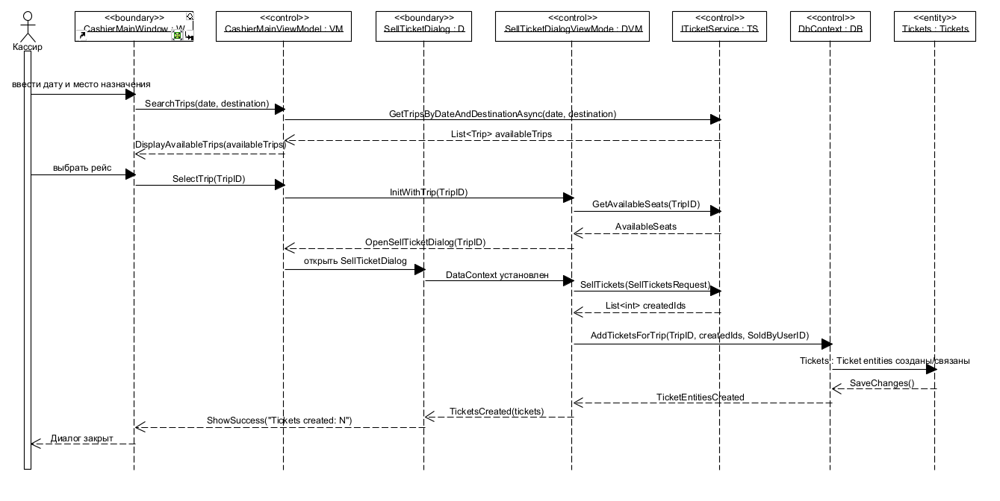 <<boundary>>
CashierMainWindow : W
<<control>>
CashierMainViewModel : VM
<<boundary>>
SellTicketDialog : D
<<control>>
SellTicketDialogViewMode : DVM
<<control>>
ITicketService : TS
<<control>>
DbContext : DB
<<entity>>
Tickets : Tickets
Кассир
ввести дату и место назначения
SearchTrips(date, destination)
GetTripsByDateAndDestinationAsync(date, destination)
List<Trip> availableTrips
DisplayAvailableTrips(availableTrips)
выбрать рейс
SelectTrip(TripID)
InitWithTrip(TripID)
GetAvailableSeats(TripID)
AvailableSeats
OpenSellTicketDialog(TripID)
открыть SellTicketDialog
DataContext установлен
SellTickets(SellTicketsRequest)
List<int> createdIds
AddTicketsForTrip(TripID, createdIds, SoldByUserID)
Tickets : Ticket entities созданы/связаны
SaveChanges()
TicketEntitiesCreated
TicketsCreated(tickets)
ShowSuccess("Tickets created: N")
Диалог закрыт